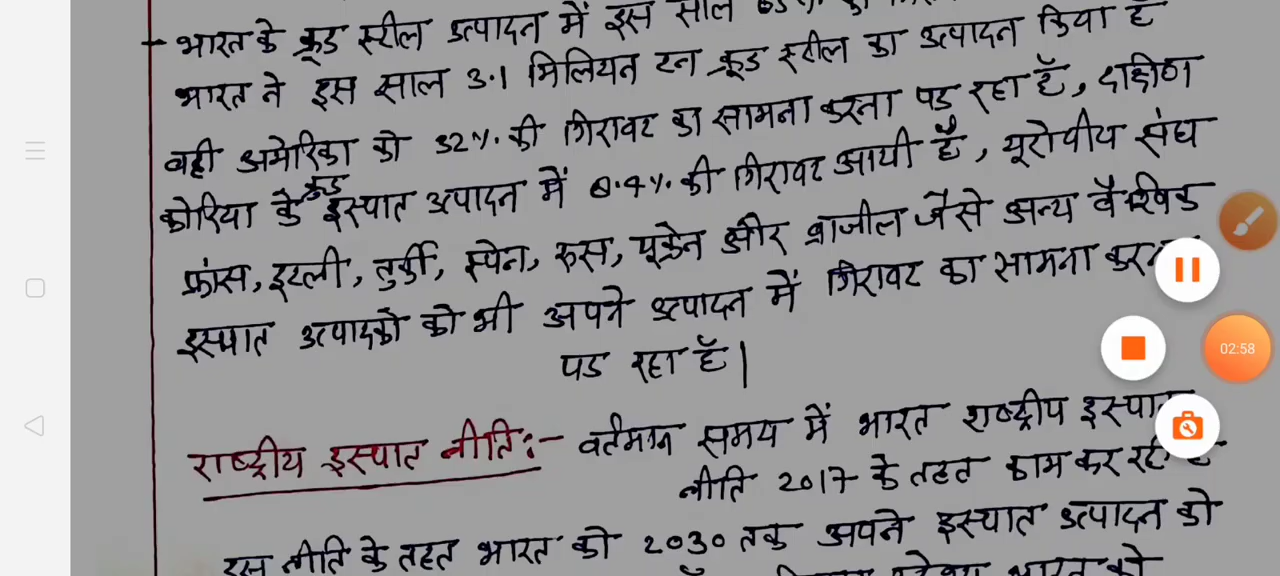 भारत के क्रूड स्टील उत्पादन में इस साल
भारत ने इस साल 3.1 मिलियन टन क्रूड स्टील का उत्पादन किया है
वही अमेरिका को 32% की गिरावट का सामना करना पड रहा है, दक्षीण
कोरिया के क्रूड इस्पात उत्पादन में 8.4% की गिरावट आयी है, यूरोपीय संघ
फ्रांस, इटली, तुर्की, स्पेन, रुस, यूक्रेन और ब्राजील जैसे अन्य वैश्विक
इस्पात उत्पादको को भी अपने उत्पादन में गिरावट का सामना
पड रहा है|
राष्ट्रीय इस्पात नीति:- वर्तमान समय में भारत राष्ट्रीय इस्पात
नीति 2017 के तहत काम कर
इस नीति के तहत भारत को 2030 तक अपने इस्पात उत्पादन को
02:58